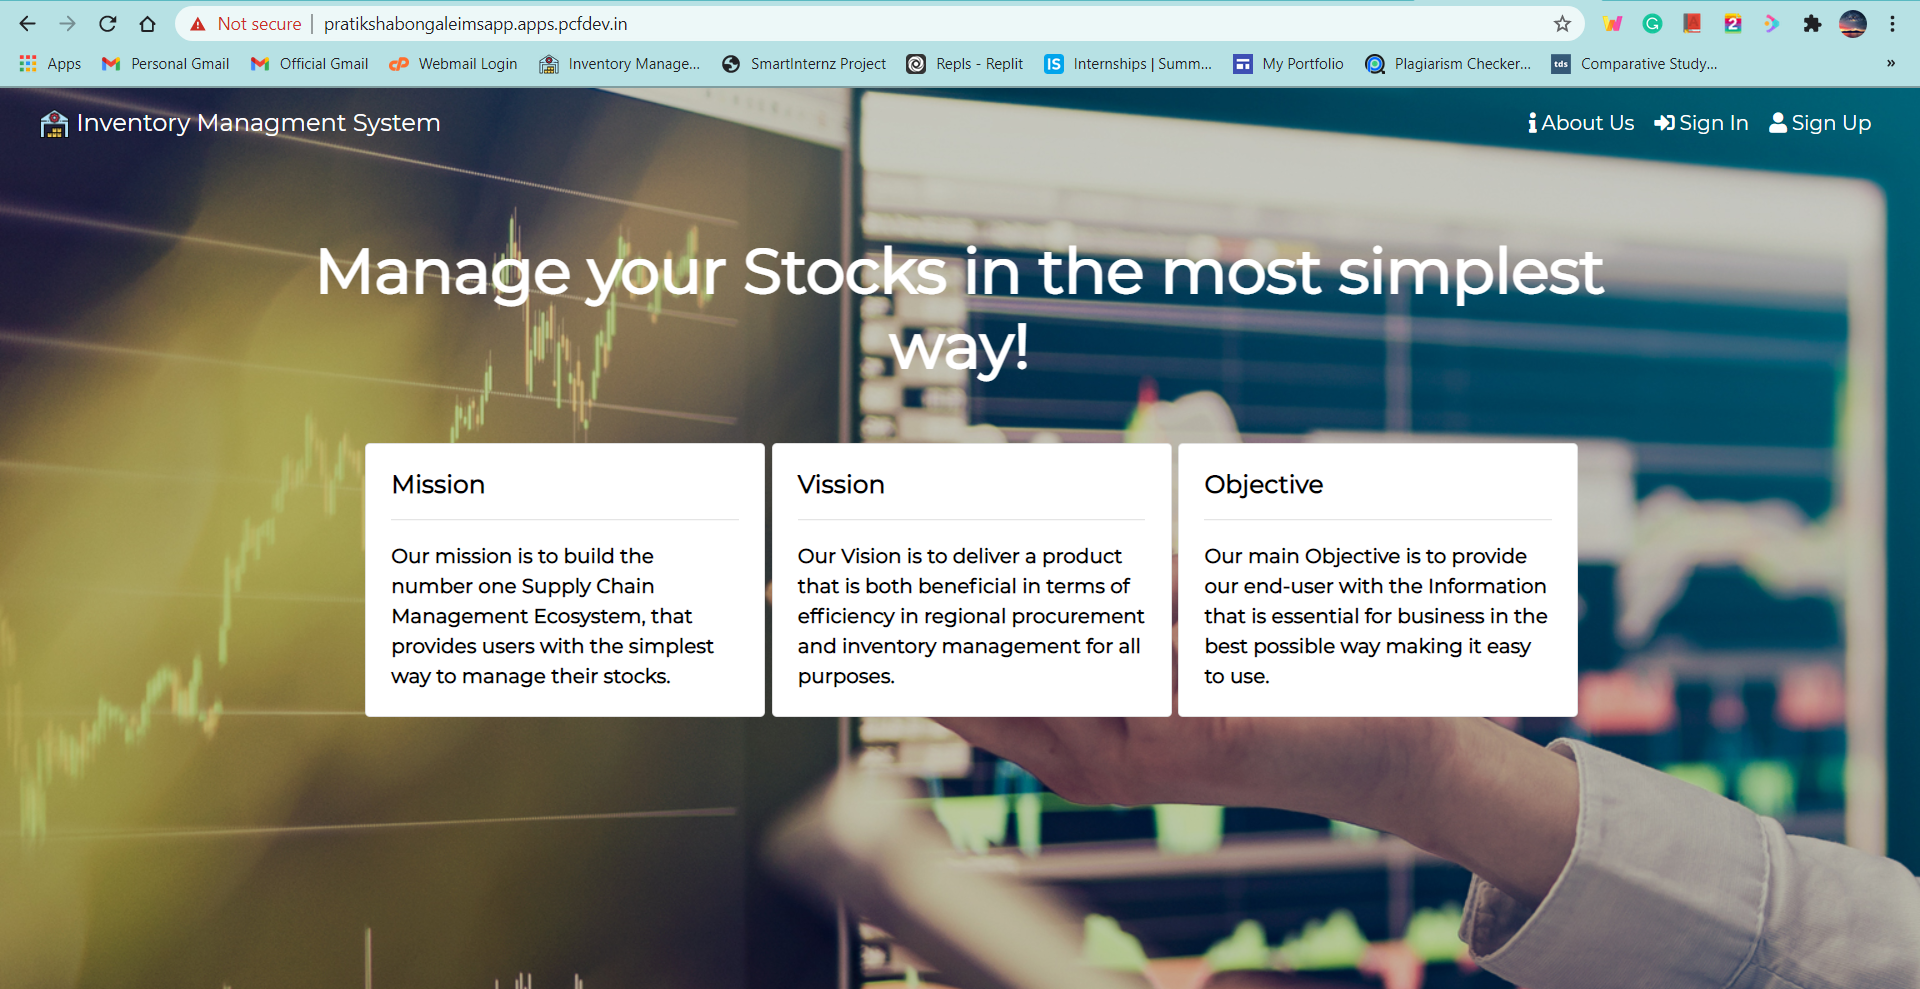 Not secure | pratikshabongaleimsapp.apps.pcfdev.in
Apps Personal Gmail Official Gmail cP Webmail Login Inventory Manage... SmartInternz Project Repls - Replit IS Internships | Summ... My Portfolio Plagiarism Checker... tds Comparative Study... »
Inventory Managment System About Us Sign In Sign Up
Manage your Stocks in the most simplest
way!
Mission
Our mission is to build the
number one Supply Chain
Management Ecosystem, that
provides users with the simplest
way to manage their stocks.
Vission
Our Vision is to deliver a product
that is both beneficial in terms of
efficiency in regional procurement
and inventory management for all
purposes.
Objective
Our main Objective is to provide
our end-user with the Information
that is essential for business in the
best possible way making it easy
to use.